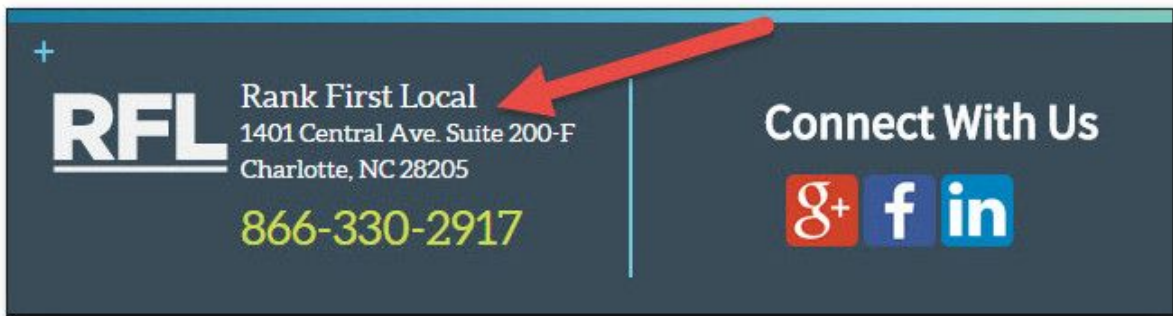 RFL
Rank First Local
1401 Central Ave. Suite 200-F
Charlotte, NC 28205
866-330-2917
Connect With Us
g+ f in